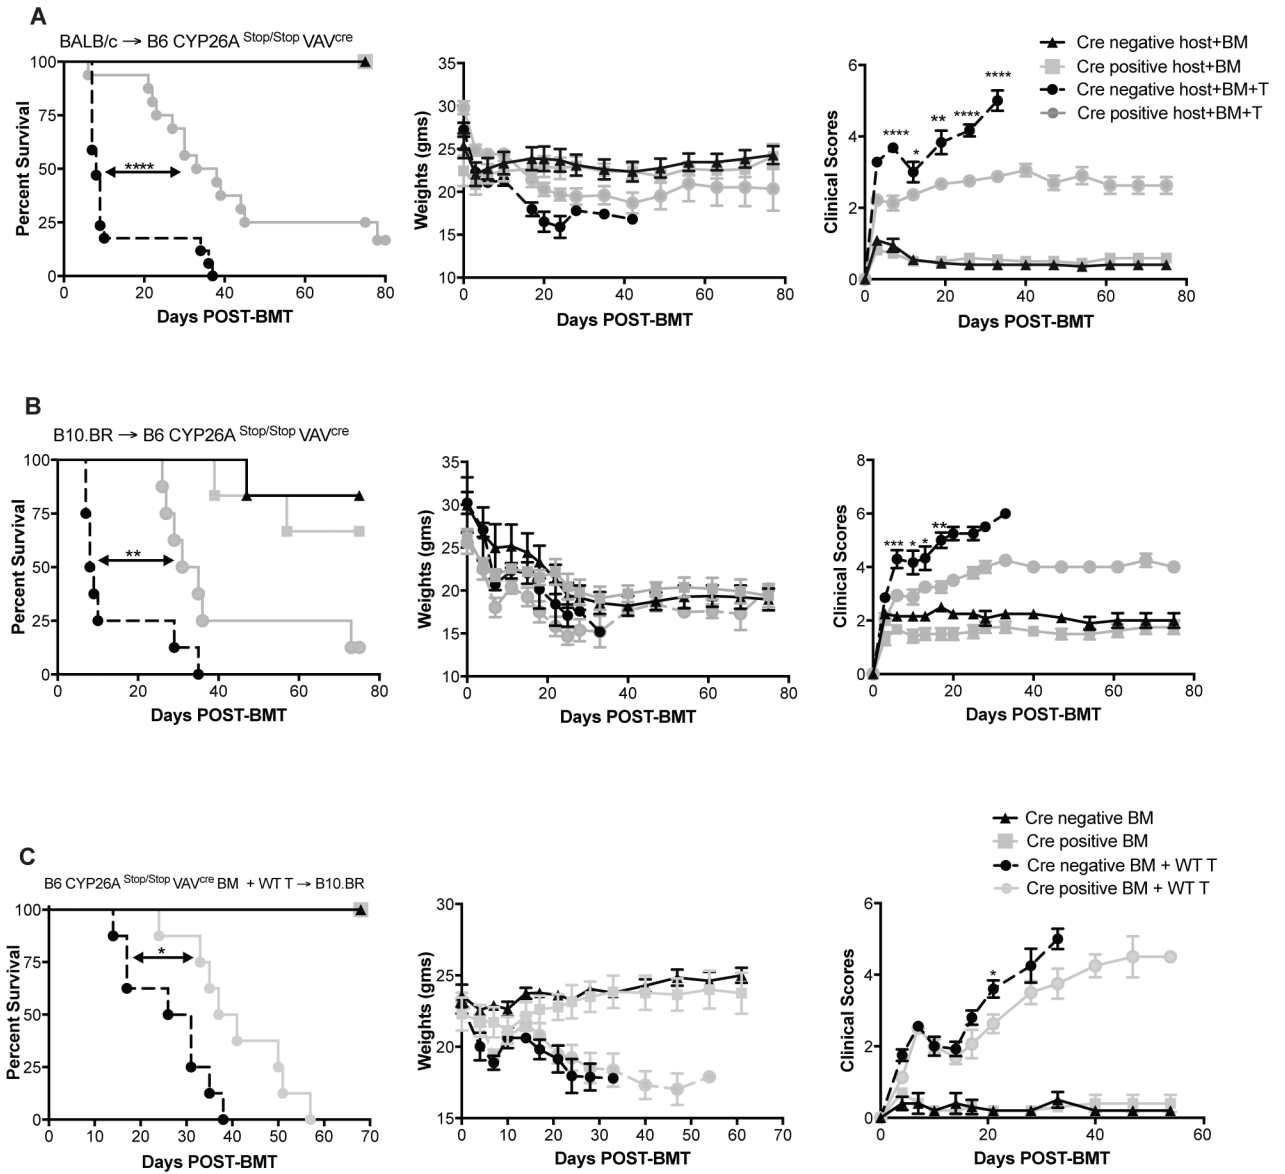 A
BALB/c → B6 CYP26A Stop/Stop VAVcre
Percent Survival
100
75
50
25
0
****
0 20 40 60 80
Days POST-BMT
Weights (gms)
35
30
25
20
15
10
0 20 40 60 80
Days POST-BMT
Clinical Scores
6
4
2
0
****
*
**
****
****
0 20 40 60 80
Days POST-BMT
Cre negative host+BM
Cre positive host+BM
Cre negative host+BM+T
Cre positive host+BM+T
B
B10.BR → B6 CYP26A Stop/Stop VAVcre
Percent Survival
100
75
50
25
0
**
0 20 40 60 80
Days POST-BMT
Weights (gms)
35
30
25
20
15
10
0 20 40 60 80
Days POST-BMT
Clinical Scores
8
6
4
2
0
*** * * **
0 20 40 60 80
Days POST-BMT
C
B6 CYP26A Stop/Stop VAVcre BM + WT T → B10.BR
Percent Survival
100
75
50
25
0
*
0 10 20 30 40 50 60 70
Days POST-BMT
Weights (gms)
30
25
20
15
0 10 20 30 40 50 60 70
Days POST-BMT
Cre negative BM
Cre positive BM
Cre negative BM + WT T
Cre positive BM + WT T
Clinical Scores
6
4
2
0
*
0 20 40 60
Days POST-BMT